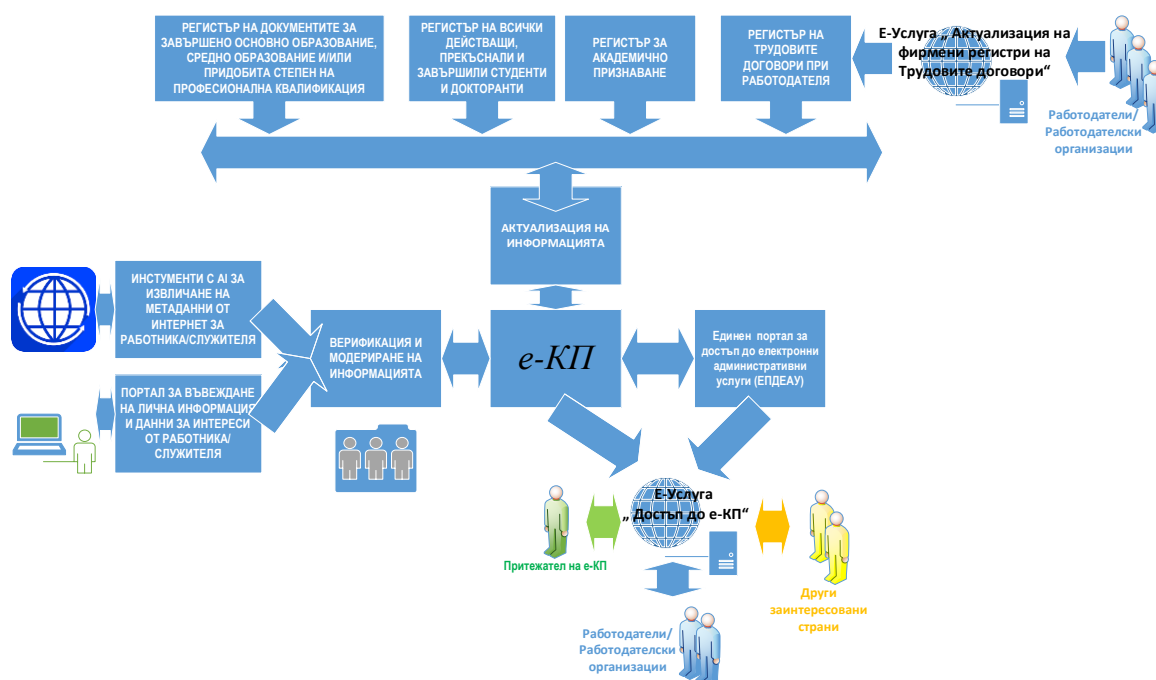 РЕГИСТЪР НА ДОКУМЕНТИТЕ ЗА
ЗАВЪРШЕНО ОСНОВНО ОБРАЗОВАНИЕ,
СРЕДНО ОБРАЗОВАНИЕ И/ИЛИ
ПРИДОБИТА СТЕПЕН НА
ПРОФЕСИОНАЛНА КВАЛИФИКАЦИЯ
РЕГИСТЪР НА ВСИЧКИ
ДЕЙСТВАЩИ,
ПРЕКЪСНАЛИ И
ЗАВЪРШИЛИ СТУДЕНТИ
И ДОКТОРАНТИ
РЕГИСТЪР ЗА
АКАДЕМИЧНО
ПРИЗНАВАНЕ
РЕГИСТЪР НА
ТРУДОВИТЕ
ДОГОВОРИ ПРИ
РАБОТОДАТЕЛЯ
Е-Услуга „ Актуализация на
фирмени регистри на
Трудовите договори“
Работодатели/
Работодателски
организации
АКТУАЛИЗАЦИЯ НА
ИНФОРМАЦИЯТА
ИНСТУМЕНТИ С AI ЗА
ИЗВЛИЧАНЕ НА
МЕТАДАННИ ОТ
ИНТЕРНЕТ ЗА
РАБОТНИКА/СЛУЖИТЕЛЯ
ПОРТАЛ ЗА ВЪВЕЖДАНЕ
НА ЛИЧНА ИНФОРМАЦИЯ
И ДАННИ ЗА ИНТЕРЕСИ
ОТ РАБОТНИКА/
СЛУЖИТЕЛЯ
ВЕРИФИКАЦИЯ И
МОДЕРИРАНЕ НА
ИНФОРМАЦИЯТА
е-КП
Единен портал за
достъп до електронни
административни
услуги (ЕПДЕАУ)
Е-Услуга
„ Достъп до е-КП“
Притежател на е-КП
Други
заинтересовани
страни
Работодатели/
Работодателски
организации